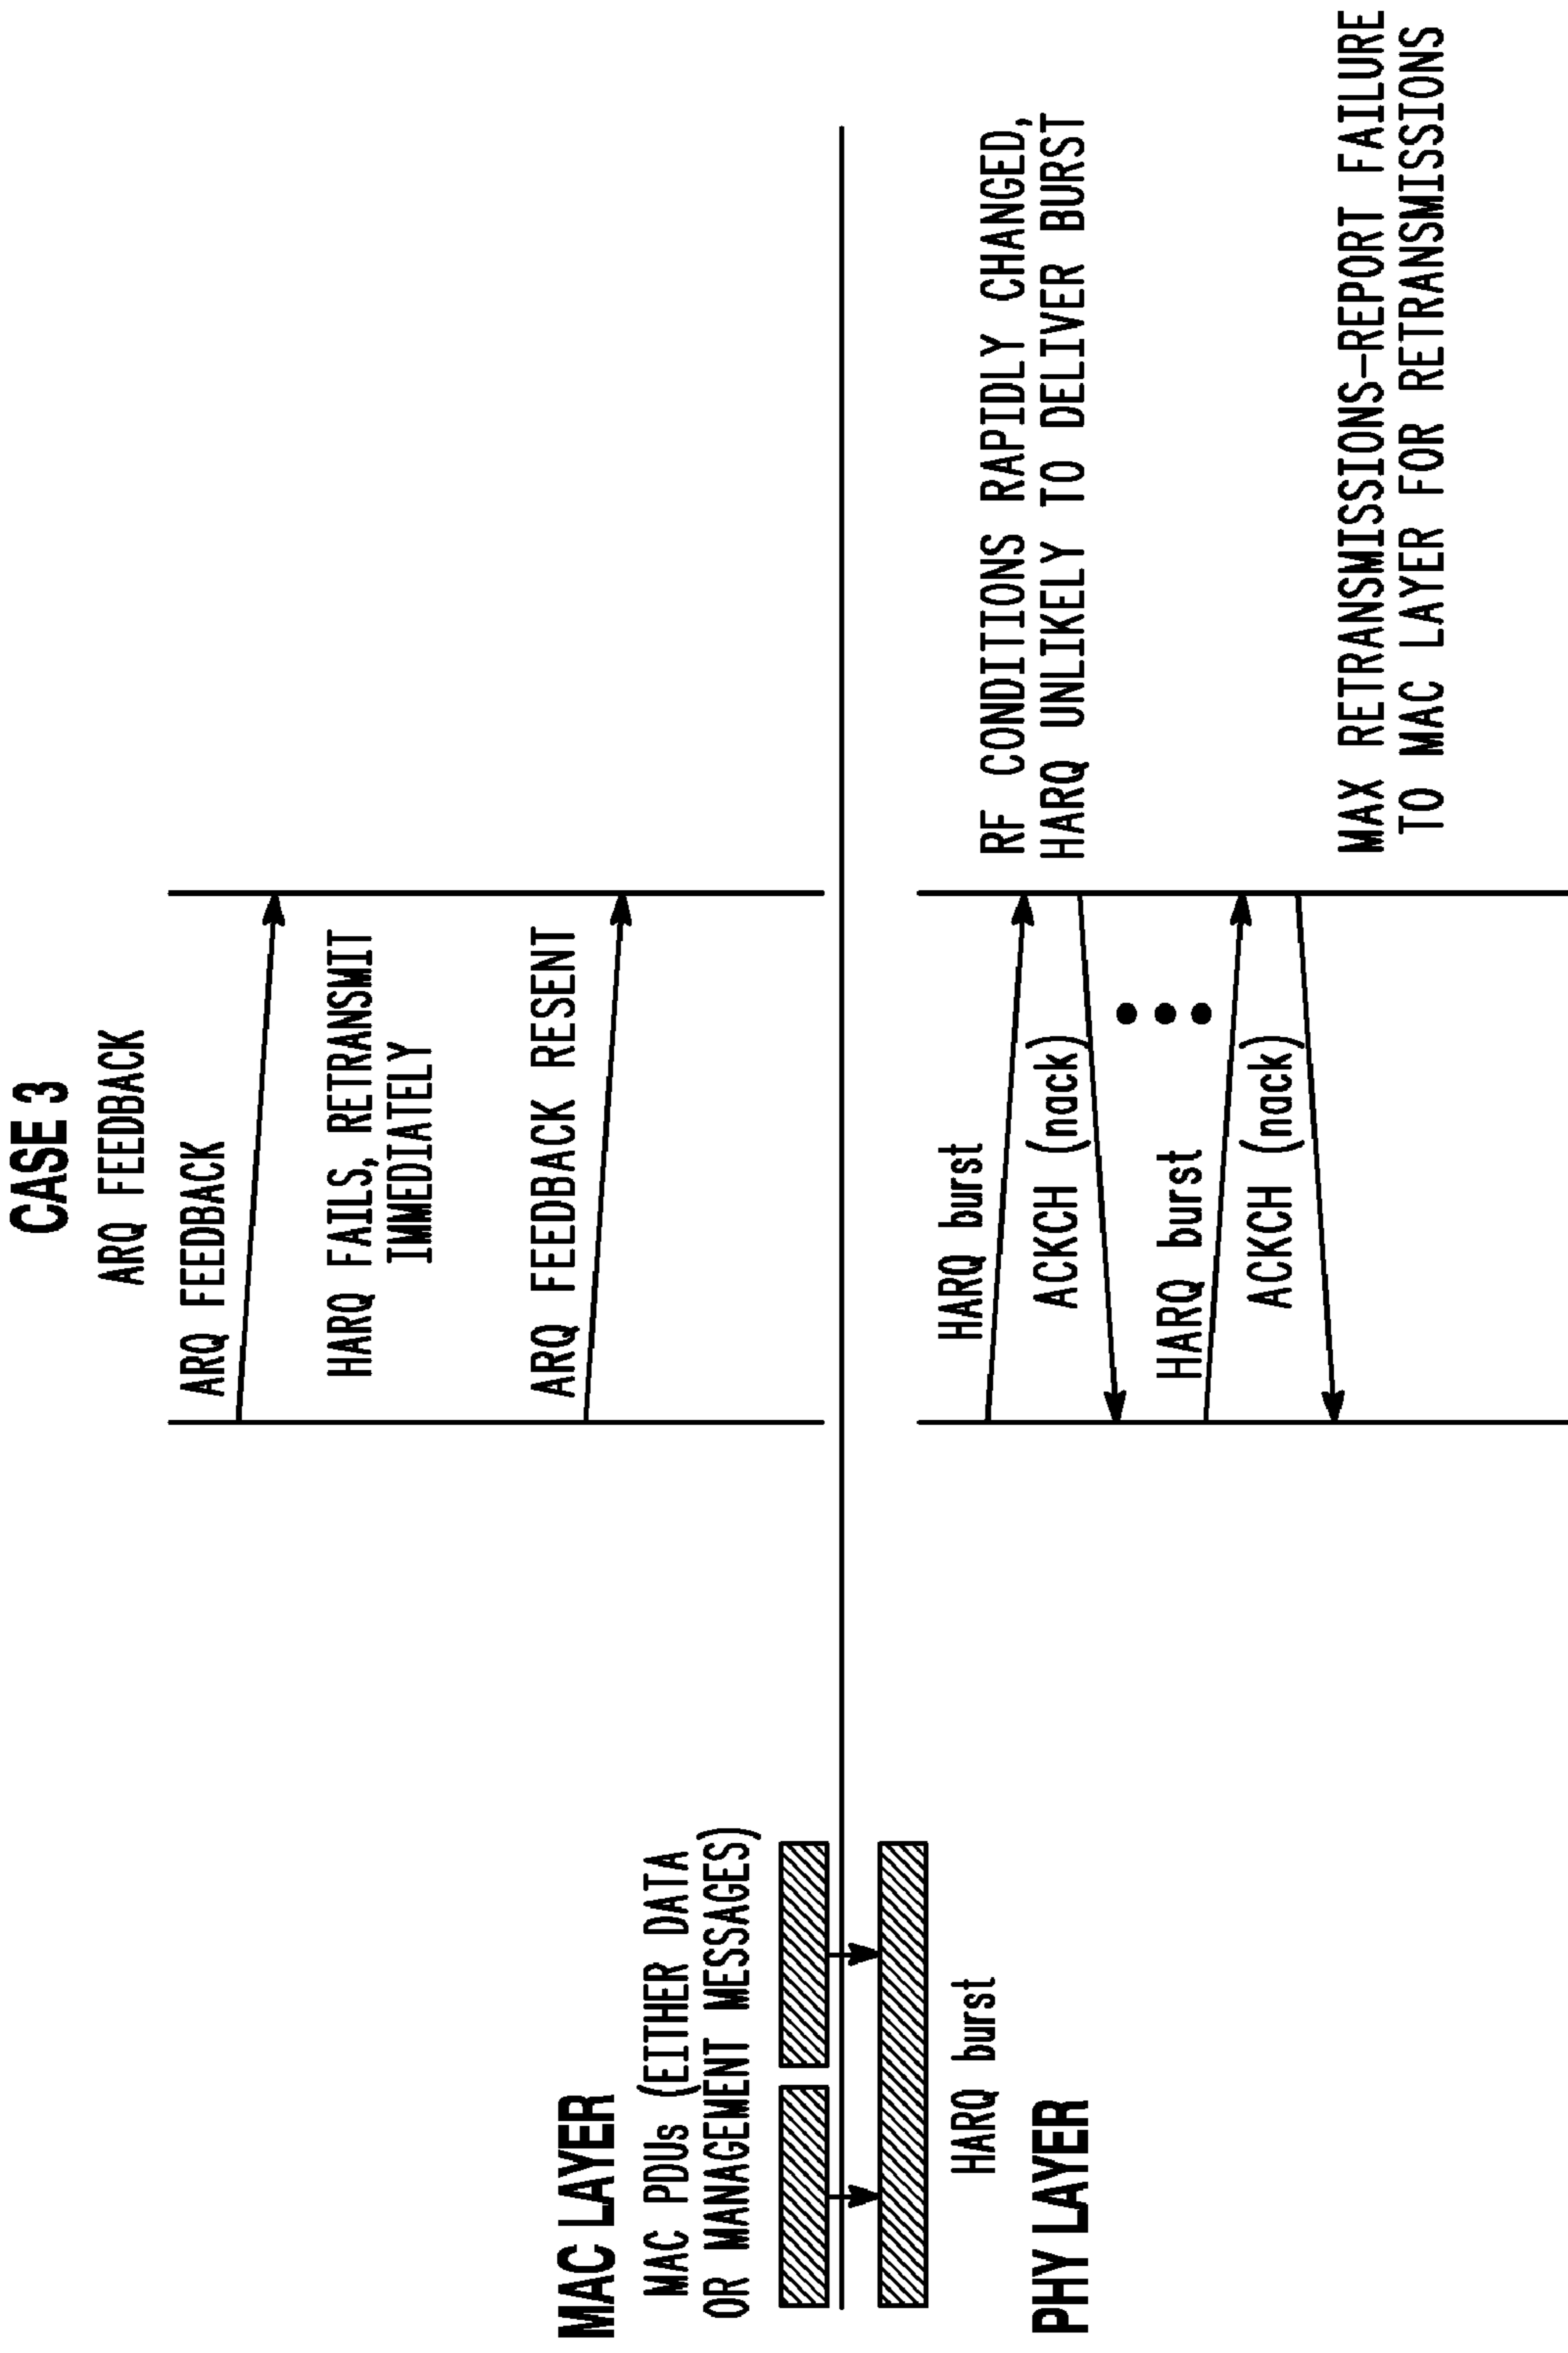 CASE 3
ARQ FEEDBACK
ARQ FEEDBACK
HARQ FAILS, RETRANSMIT
IMMEDIATELY
ARQ FEEDBACK RESENT
MAC LAYER
MAC PDUs (EITHER DATA
OR MANAGEMENT MESSAGES)
HARQ burst
PHY LAYER
HARQ burst
ACKCH (nack)
HARQ burst
ACKCH (nack)
RF CONDITIONS RAPIDLY CHANGED,
HARQ UNLIKELY TO DELIVER BURST
MAX RETRANSMISSIONS-REPORT FAILURE
TO MAC LAYER FOR RETRANSMISSIONS